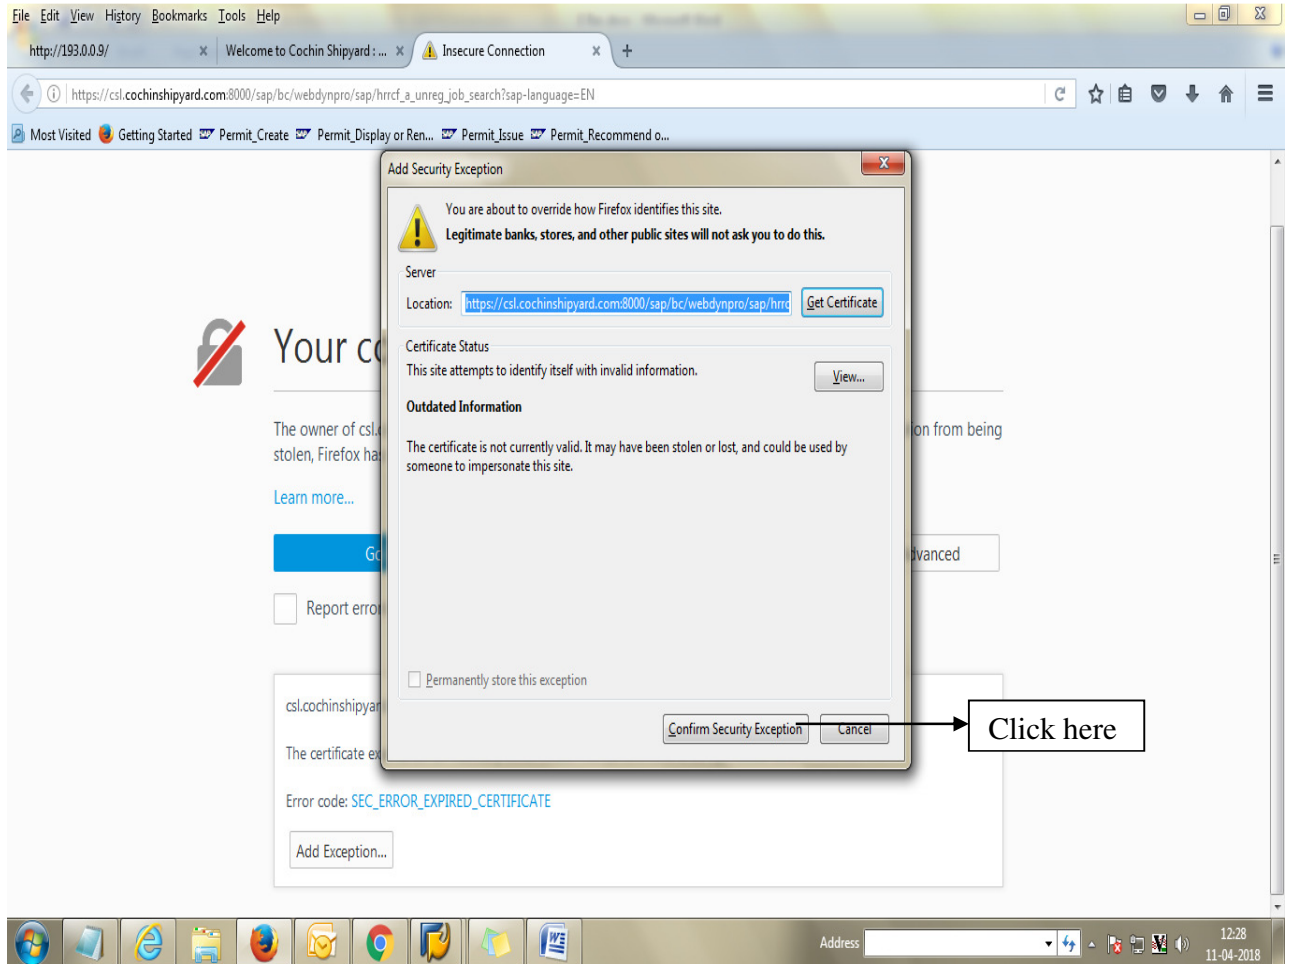 File Edit View History Bookmarks Tools Help
http://193.0.0.9/ x Welcome to Cochin Shipyard : ... x Insecure Connection x +
https://csl.cochinshipyard.com:8000/sap/bc/webdynpro/sap/hrrcf_a_unreg_job_search?sap-language=EN
Most Visited Getting Started Permit_Create Permit_Display or Ren... Permit_Issue Permit_Recommend o...
Add Security Exception
You are about to override how Firefox identifies this site.
Legitimate banks, stores, and other public sites will not ask you to do this.
Server
Location: https://csl.cochinshipyard.com:8000/sap/bc/webdynpro/sap/hrrc Get Certificate
Certificate Status
This site attempts to identify itself with invalid information.
View...
Outdated Information
The certificate is not currently valid. It may have been stolen or lost, and could be used by
someone to impersonate this site.
Permanently store this exception
Confirm Security Exception Cancel
Click here
Your co
The owner of csl. ion from being
stolen, Firefox ha
Learn more...
Go dvanced
Report erro
csl.cochinshipyar
The certificate ex
Error code: SEC_ERROR_EXPIRED_CERTIFICATE
Add Exception...
Address
12:28
11-04-2018